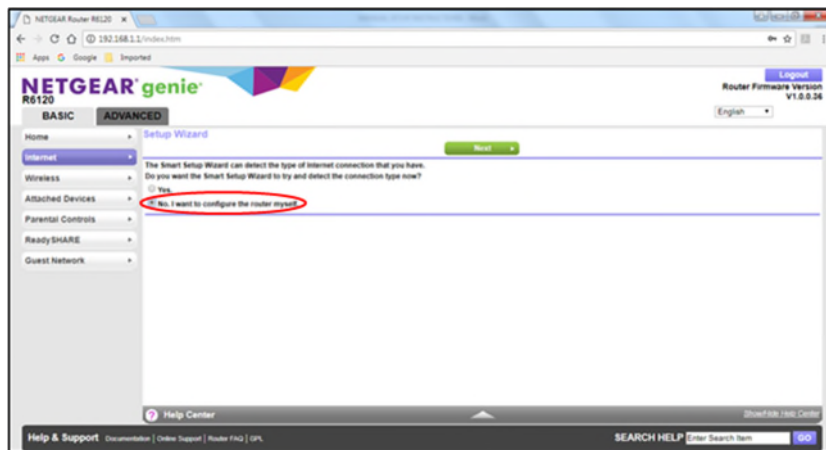 NETGEAR Router R6120
192.168.1.1/index.htm
Apps Google Imported
NETGEAR® genie®
R6120
Logout
Router Firmware Version
V1.0.0.36
English
BASIC ADVANCED
Home
Internet
Wireless
Attached Devices
Parental Controls
ReadySHARE
Guest Network
Setup Wizard
Next
The Smart Setup Wizard can detect the type of Internet connection that you have.
Do you want the Smart Setup Wizard to try and detect the connection type now?
Yes.
No. I want to configure the router myself.
Help Center
Show/Hide Help Center
Help & Support Documentation | Online Support | Router FAQ | GPL
SEARCH HELP Enter Search Item GO